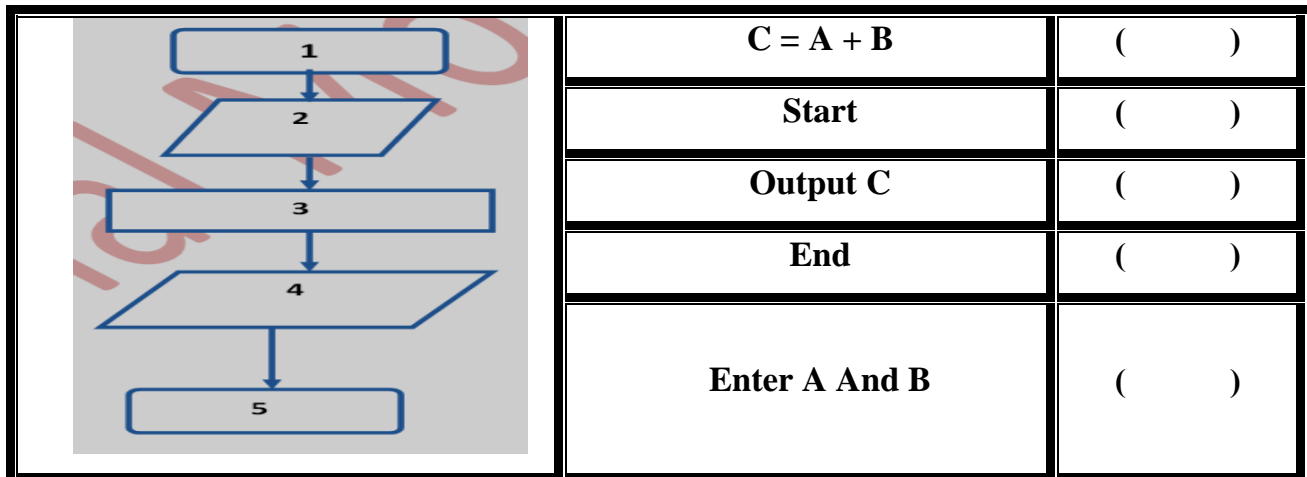 1
2
3
4
5
C = A + B ( )
Start ( )
Output C ( )
End ( )
Enter A And B ( )